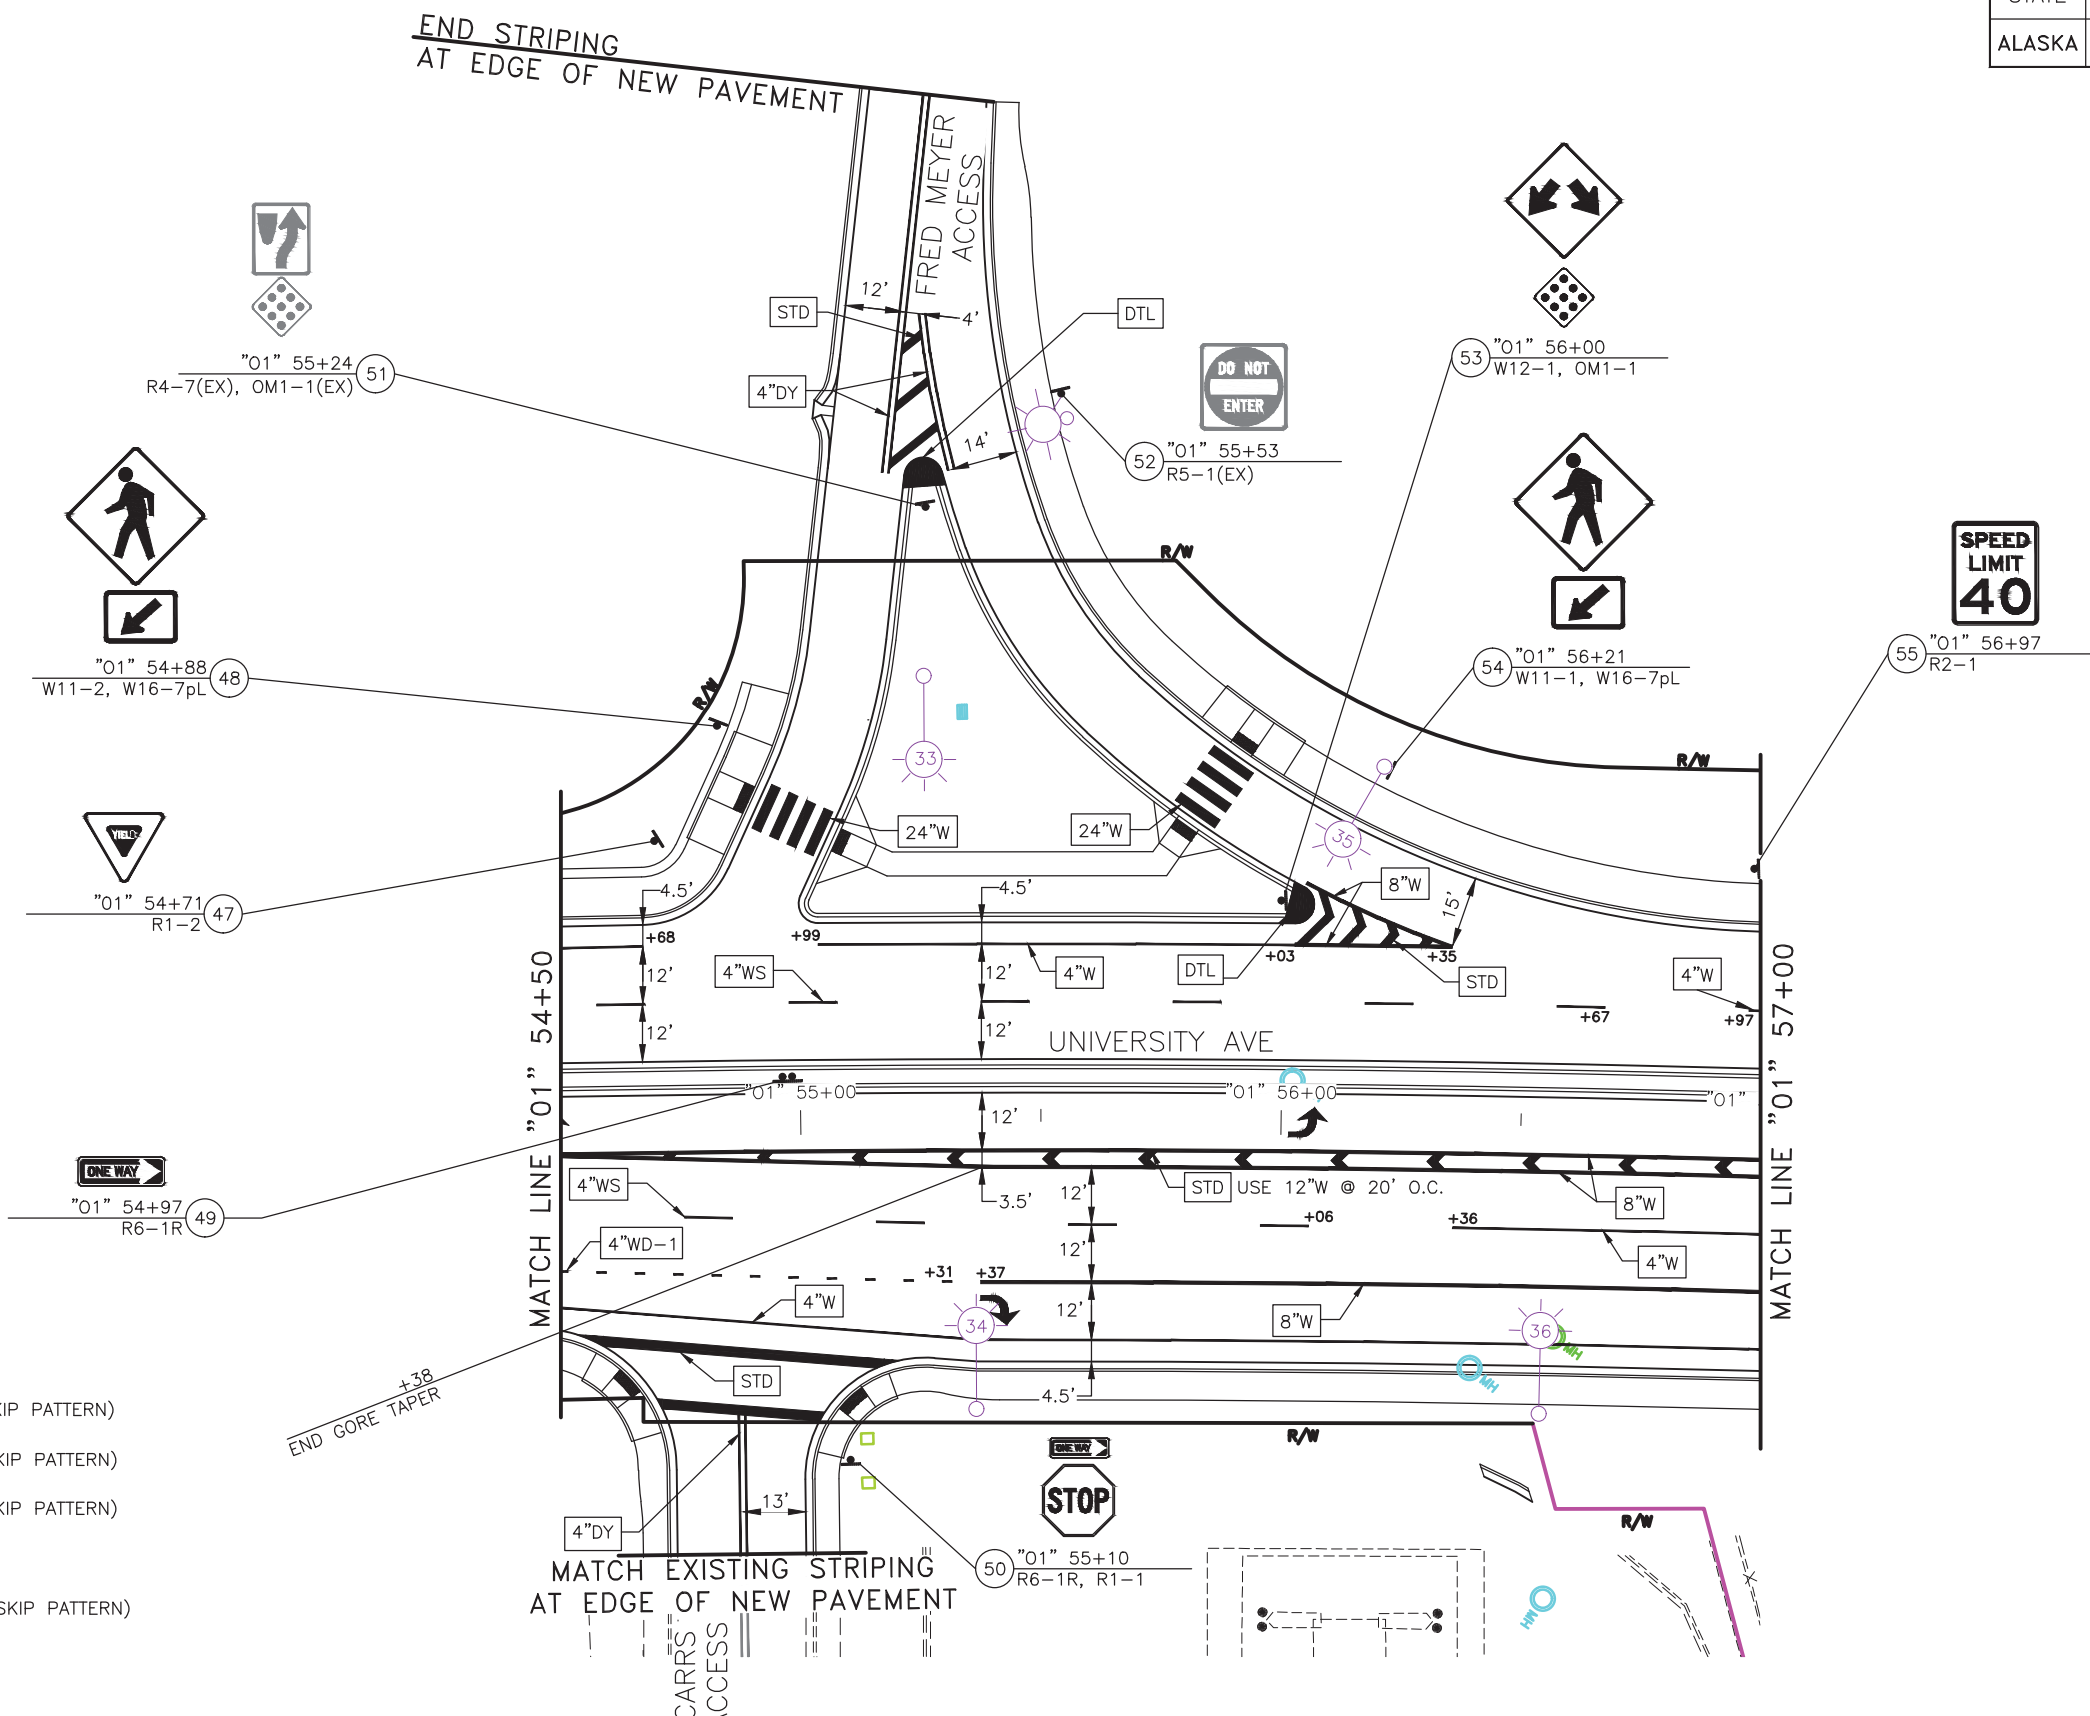 STATE
ALASKA
END STRIPING
AT EDGE OF NEW PAVEMENT
FRED MEYER
ACCESS
12'
4'
STD
DTL
4"DY
14'
"01" 55+24
R4-7(EX), OM1-1(EX)
51
DO NOT
ENTER
52
"01" 55+53
R5-1(EX)
53
"01" 56+00
W12-1, OM1-1
R/W
SPEED
LIMIT
40
55
"01" 56+97
R2-1
54
"01" 56+21
W11-1, W16-7pL
"01" 54+88
W11-2, W16-7pL
48
R/W
R/W
33
35
24"W
24"W
YIELD
"01" 54+71
R1-2
47
4.5'
4.5'
8"W
15'
+68
+99
+03
+35
12'
4"WS
12'
4"W
DTL
STD
4"W
12'
12'
UNIVERSITY AVE
+67
+97
MATCH LINE "01" 54+50
MATCH LINE "01" 57+00
"01" 55+00
"01" 56+00
"01"
12'
ONE WAY
"01" 54+97
R6-1R
49
4"WS
3.5'
12'
STD USE 12"W @ 20' O.C.
8"W
+06
+36
4"WD-1
12'
4"W
+31
+37
4"W
12'
8"W
34
36
MH
MH
STD
4.5'
+38
END GORE TAPER
R/W
KIP PATTERN)
KIP PATTERN)
KIP PATTERN)
SKIP PATTERN)
ONE WAY
STOP
13'
4"DY
50
"01" 55+10
R6-1R, R1-1
R/W
MATCH EXISTING STRIPING
AT EDGE OF NEW PAVEMENT
MH
CARRS
ACCESS